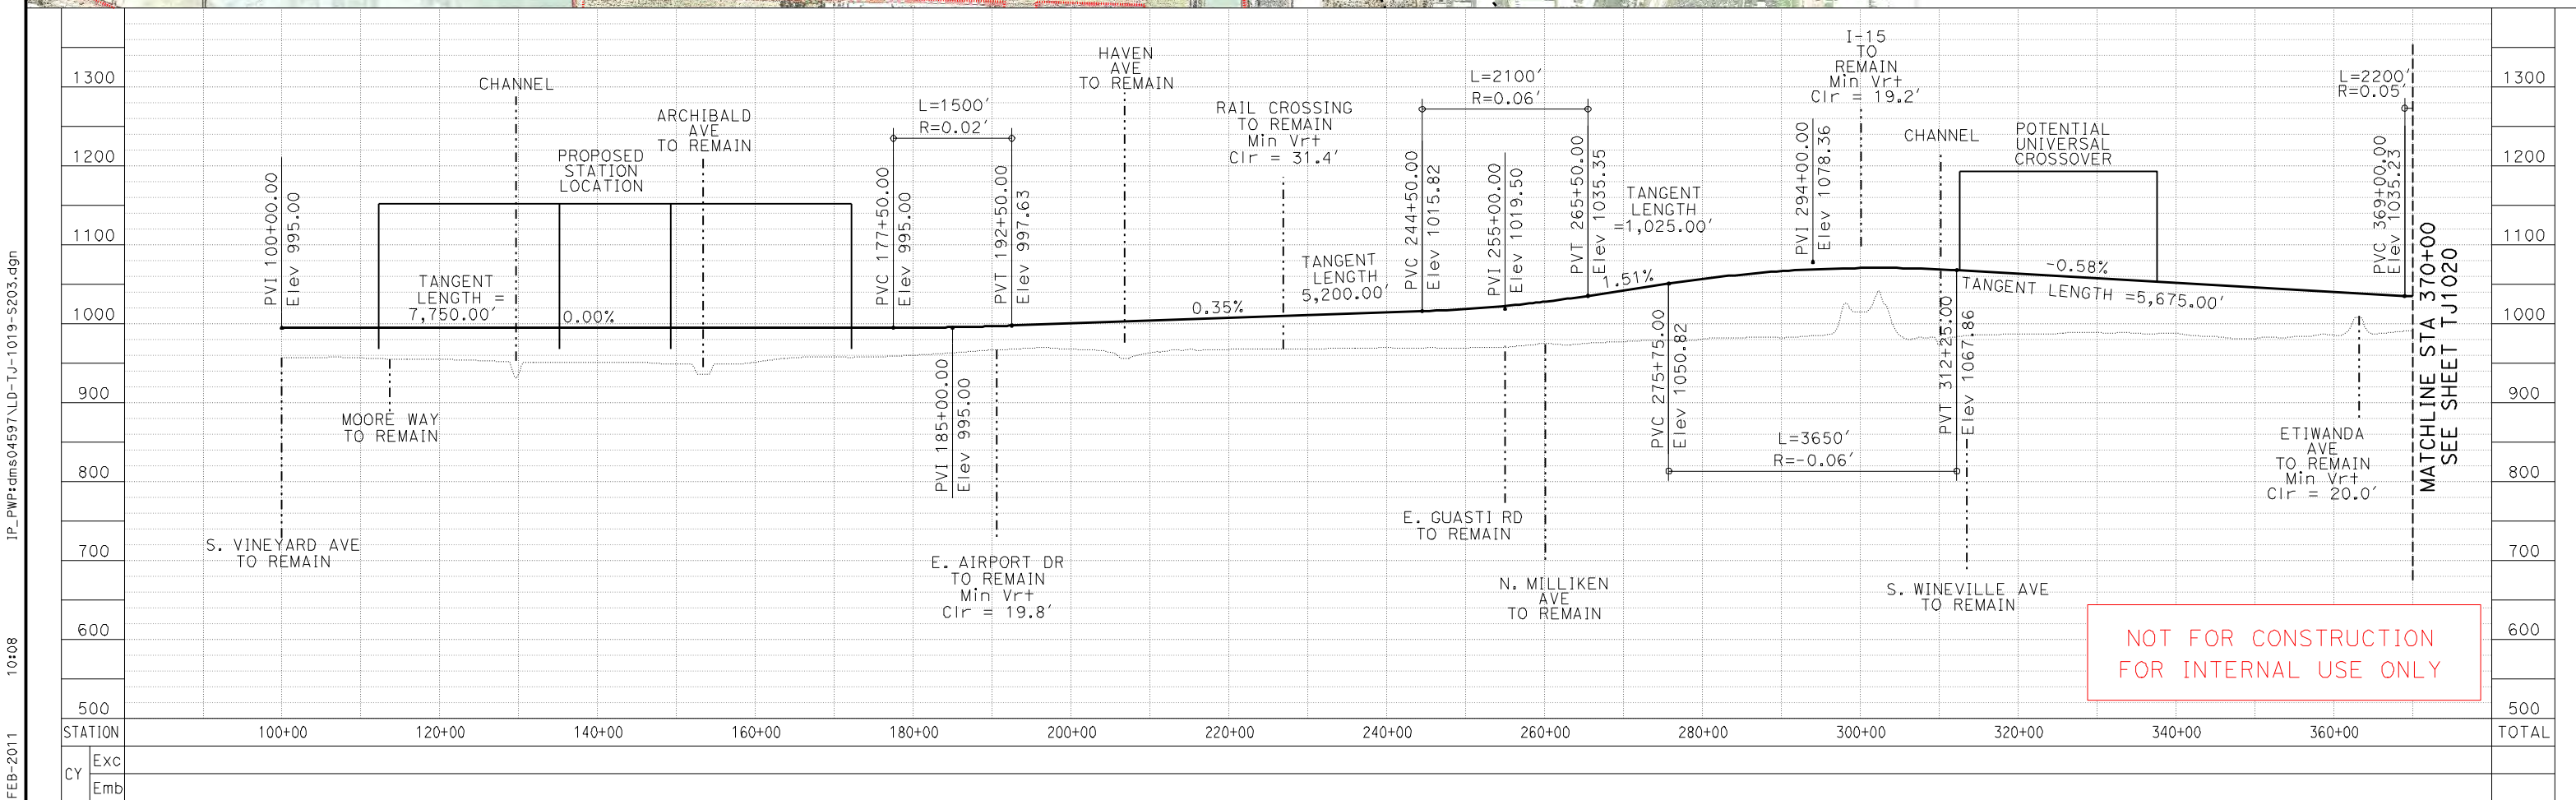 HAVEN
AVE
TO REMAIN
I-15
TO
REMAIN
Min Vrt
Clr = 19.2'
CHANNEL
ARCHIBALD
AVE
TO REMAIN
PROPOSED
STATION
LOCATION
L=1500'
R=0.02'
RAIL CROSSING
TO REMAIN
Min Vrt
Clr = 31.4'
L=2100'
R=0.06'
CHANNEL
POTENTIAL
UNIVERSAL
CROSSOVER
L=2200'
R=0.05'
1300
1200
1100
1000
900
800
700
600
500
PVI 100+00.00
Elev 995.00
TANGENT
LENGTH =
7,750.00'
0.00%
PVC 177+50.00
Elev 995.00
PVI 185+00.00
Elev 995.00
PVT 192+50.00
Elev 997.63
0.35%
TANGENT
LENGTH
5,200.00'
PVC 244+50.00
Elev 1015.82
PVI 255+00.00
Elev 1019.50
PVT 265+50.00
Elev 1035.35
TANGENT
LENGTH
=1,025.00'
1.51%
PVC 275+75.00
Elev 1050.82
PVI 294+00.00
Elev 1078.36
L=3650'
R=-0.06'
PVT 312+25.00
Elev 1067.86
-0.58%
TANGENT LENGTH =5,675.00'
PVC 369+00.00
Elev 1035.23
MATCHLINE STA 370+00
SEE SHEET TJ1020
1300
1200
1100
1000
900
800
700
600
500
MOORE WAY
TO REMAIN
S. VINEYARD AVE
TO REMAIN
E. AIRPORT DR
TO REMAIN
Min Vrt
Clr = 19.8'
E. GUASTI RD
TO REMAIN
N. MILLIKEN
AVE
TO REMAIN
S. WINEVILLE AVE
TO REMAIN
ETIWANDA
AVE
TO REMAIN
Min Vrt
Clr = 20.0'
NOT FOR CONSTRUCTION
FOR INTERNAL USE ONLY
STATION 100+00 120+00 140+00 160+00 180+00 200+00 220+00 240+00 260+00 280+00 300+00 320+00 340+00 360+00 TOTAL
CY
Exc
Emb
IP_PWP:dms04597\LD-TJ-1019-S203.dgn
10:08
FEB-2011